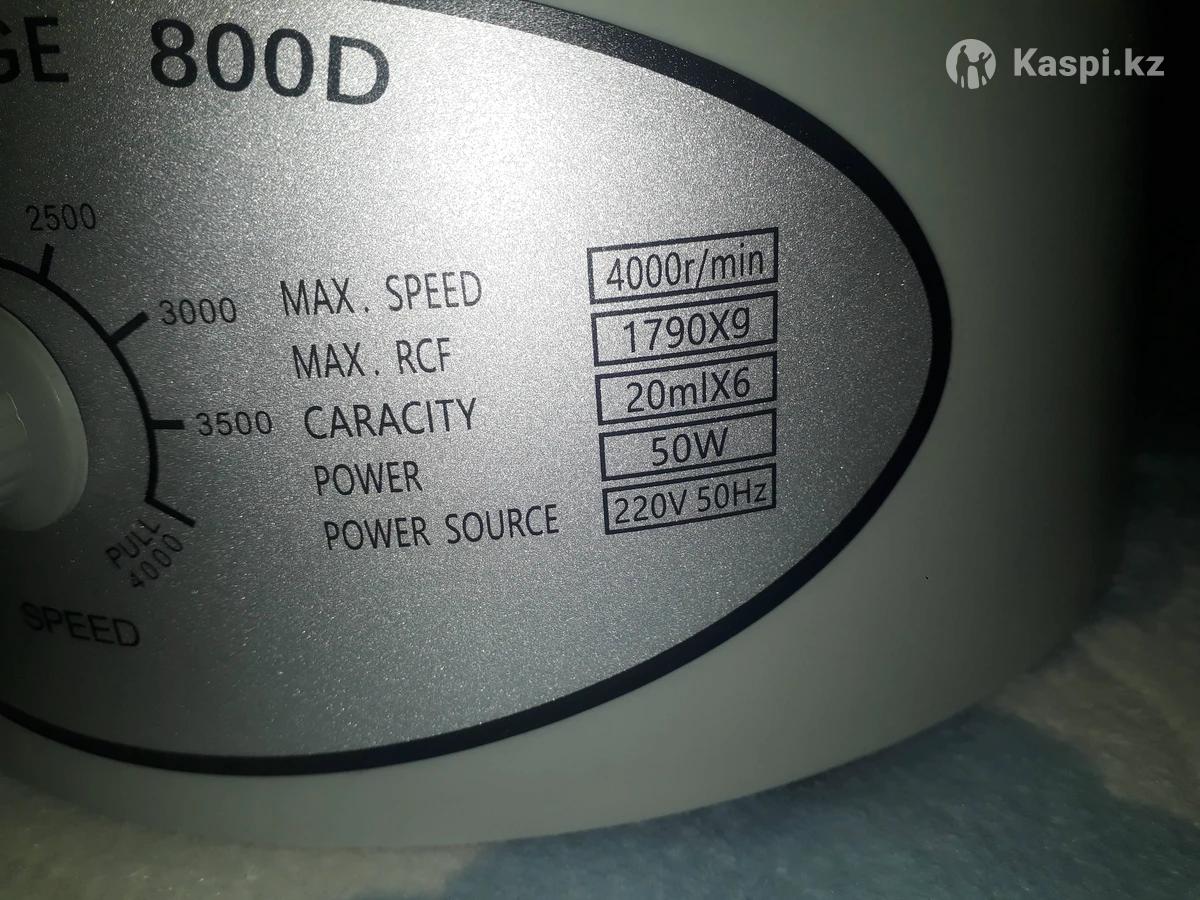 GE 800D
Kaspi.kz
2500
3000
3500
PULL
4000
SPEED
MAX. SPEED 4000r/min
MAX. RCF 1790X9
CARACITY 20mlX6
POWER 50W
POWER SOURCE 220V 50Hz